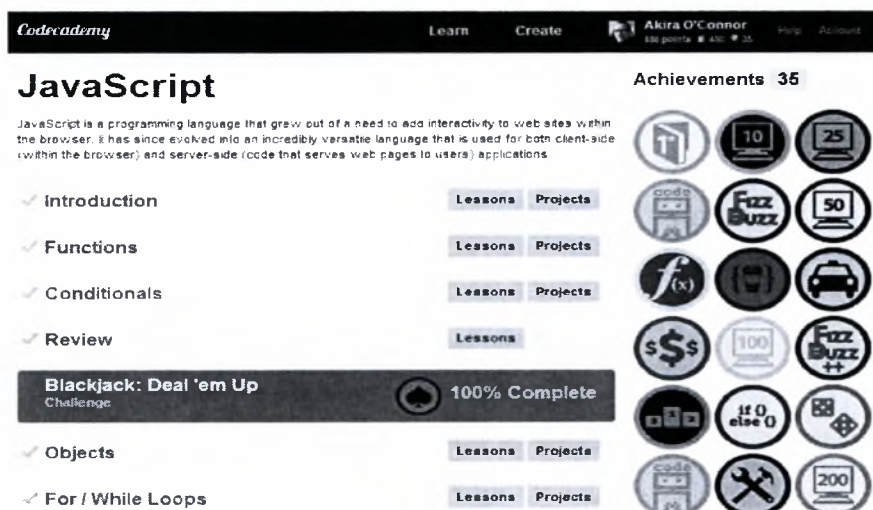 Codecademy
Learn Create
Akira O'Connor
Help Account
JavaScript
JavaScript is a programming language that grew out of a need to add interactivity to web sites within
the browser. It has since evolved into an incredibly versatile language that is used for both client-side
(within the browser) and server-side (code that serves web pages to users) applications
Introduction Lessons Projects
Functions Lessons Projects
Conditionals Lessons Projects
Review Lessons
Blackjack: Deal 'em Up
Challenge
100% Complete
Objects Lessons Projects
For / While Loops Lessons Projects
Achievements 35
10 25
code Fizz Buzz 50
f(x)
$$$ 100 Fizz Buzz ++
if {} else {}
code 200